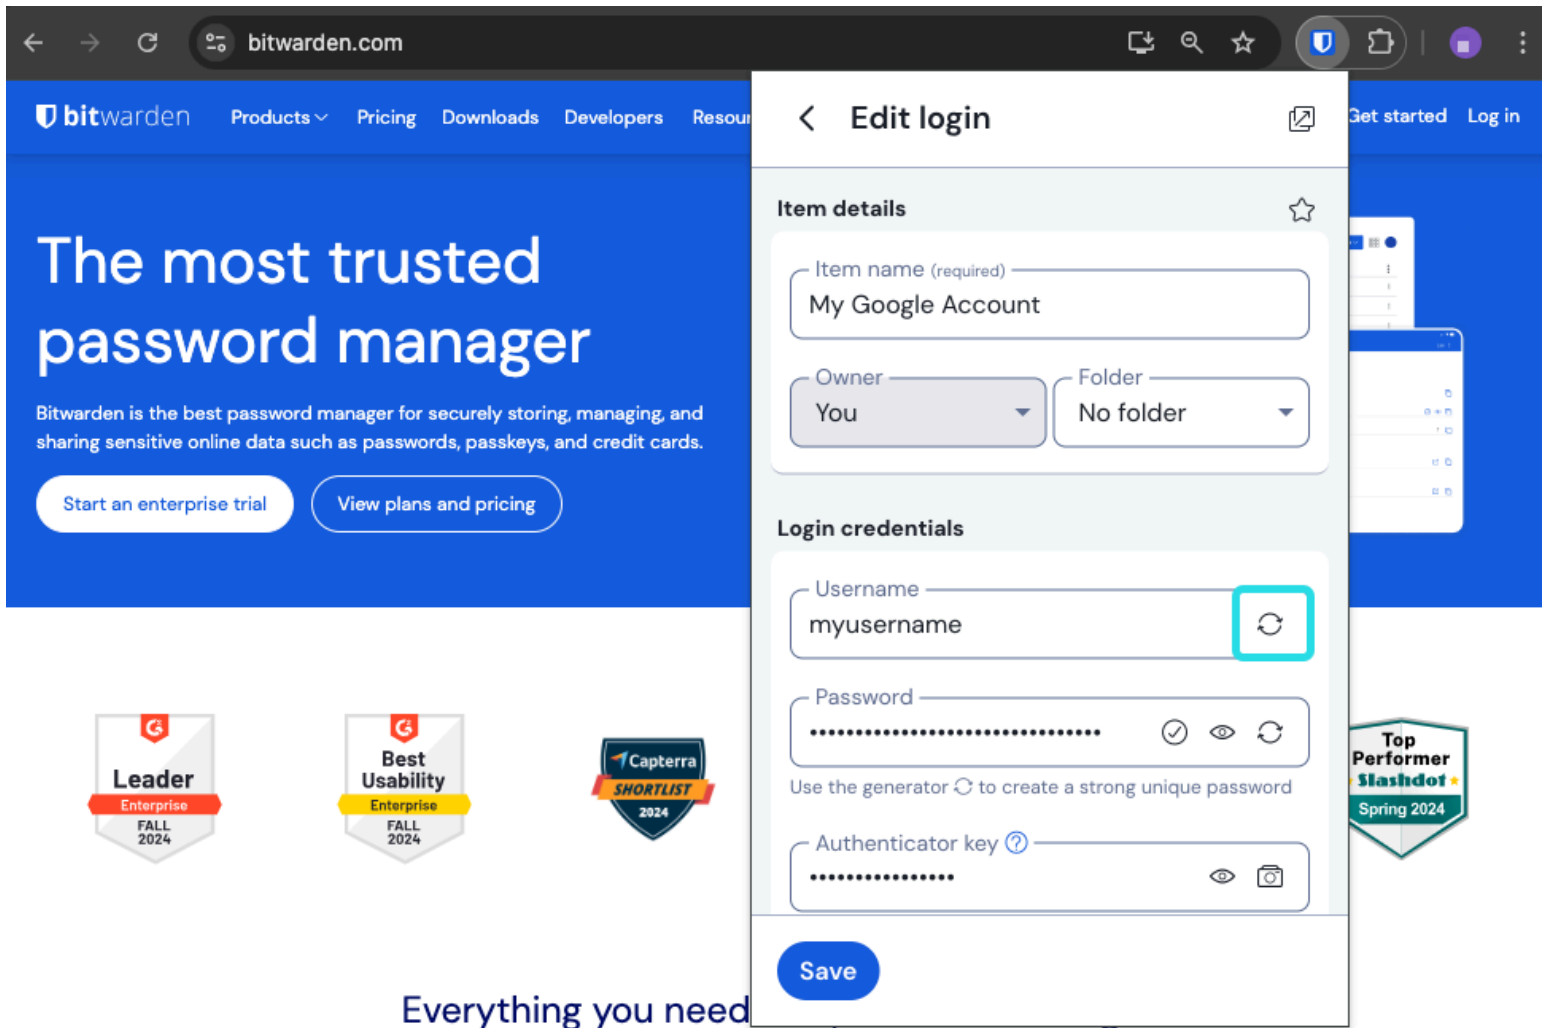 bitwarden.com
bitwarden Products Pricing Downloads Developers Resour
Get started Log in
The most trusted
password manager
Bitwarden is the best password manager for securely storing, managing, and
sharing sensitive online data such as passwords, passkeys, and credit cards.
Start an enterprise trial
View plans and pricing
Leader
Enterprise
FALL
2024
Best
Usability
Enterprise
FALL
2024
Capterra
SHORTLIST
2024
Top
Performer
Slashdot
Spring 2024
Everything you need
Edit login
Item details
Item name (required)
My Google Account
Owner
You
Folder
No folder
Login credentials
Username
myusername
Password
••••••••••••••••••••••••••••••••
Use the generator to create a strong unique password
Authenticator key
••••••••••••••••
Save